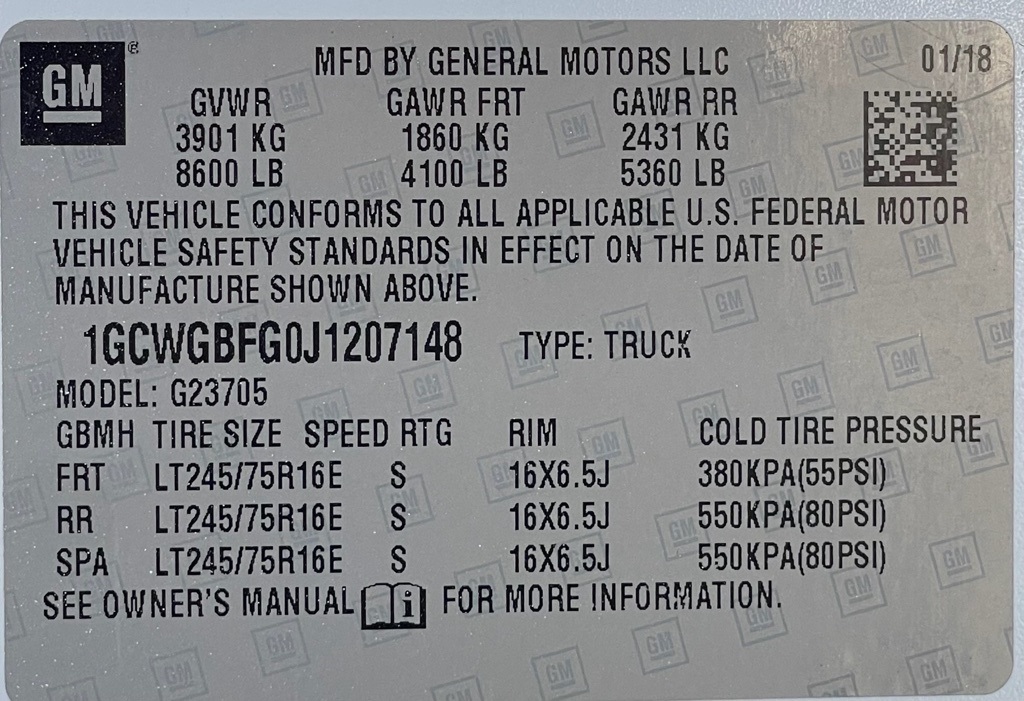 GM ®
MFD BY GENERAL MOTORS LLC 01/18
GVWR GAWR FRT GAWR RR
3901 KG 1860 KG 2431 KG
8600 LB 4100 LB 5360 LB
THIS VEHICLE CONFORMS TO ALL APPLICABLE U.S. FEDERAL MOTOR
VEHICLE SAFETY STANDARDS IN EFFECT ON THE DATE OF
MANUFACTURE SHOWN ABOVE.
1GCWGBFG0J1207148 TYPE: TRUCK
MODEL: G23705
GBMH TIRE SIZE SPEED RTG RIM COLD TIRE PRESSURE
FRT LT245/75R16E S 16X6.5J 380KPA(55PSI)
RR LT245/75R16E S 16X6.5J 550KPA(80PSI)
SPA LT245/75R16E S 16X6.5J 550KPA(80PSI)
SEE OWNER'S MANUAL i FOR MORE INFORMATION.